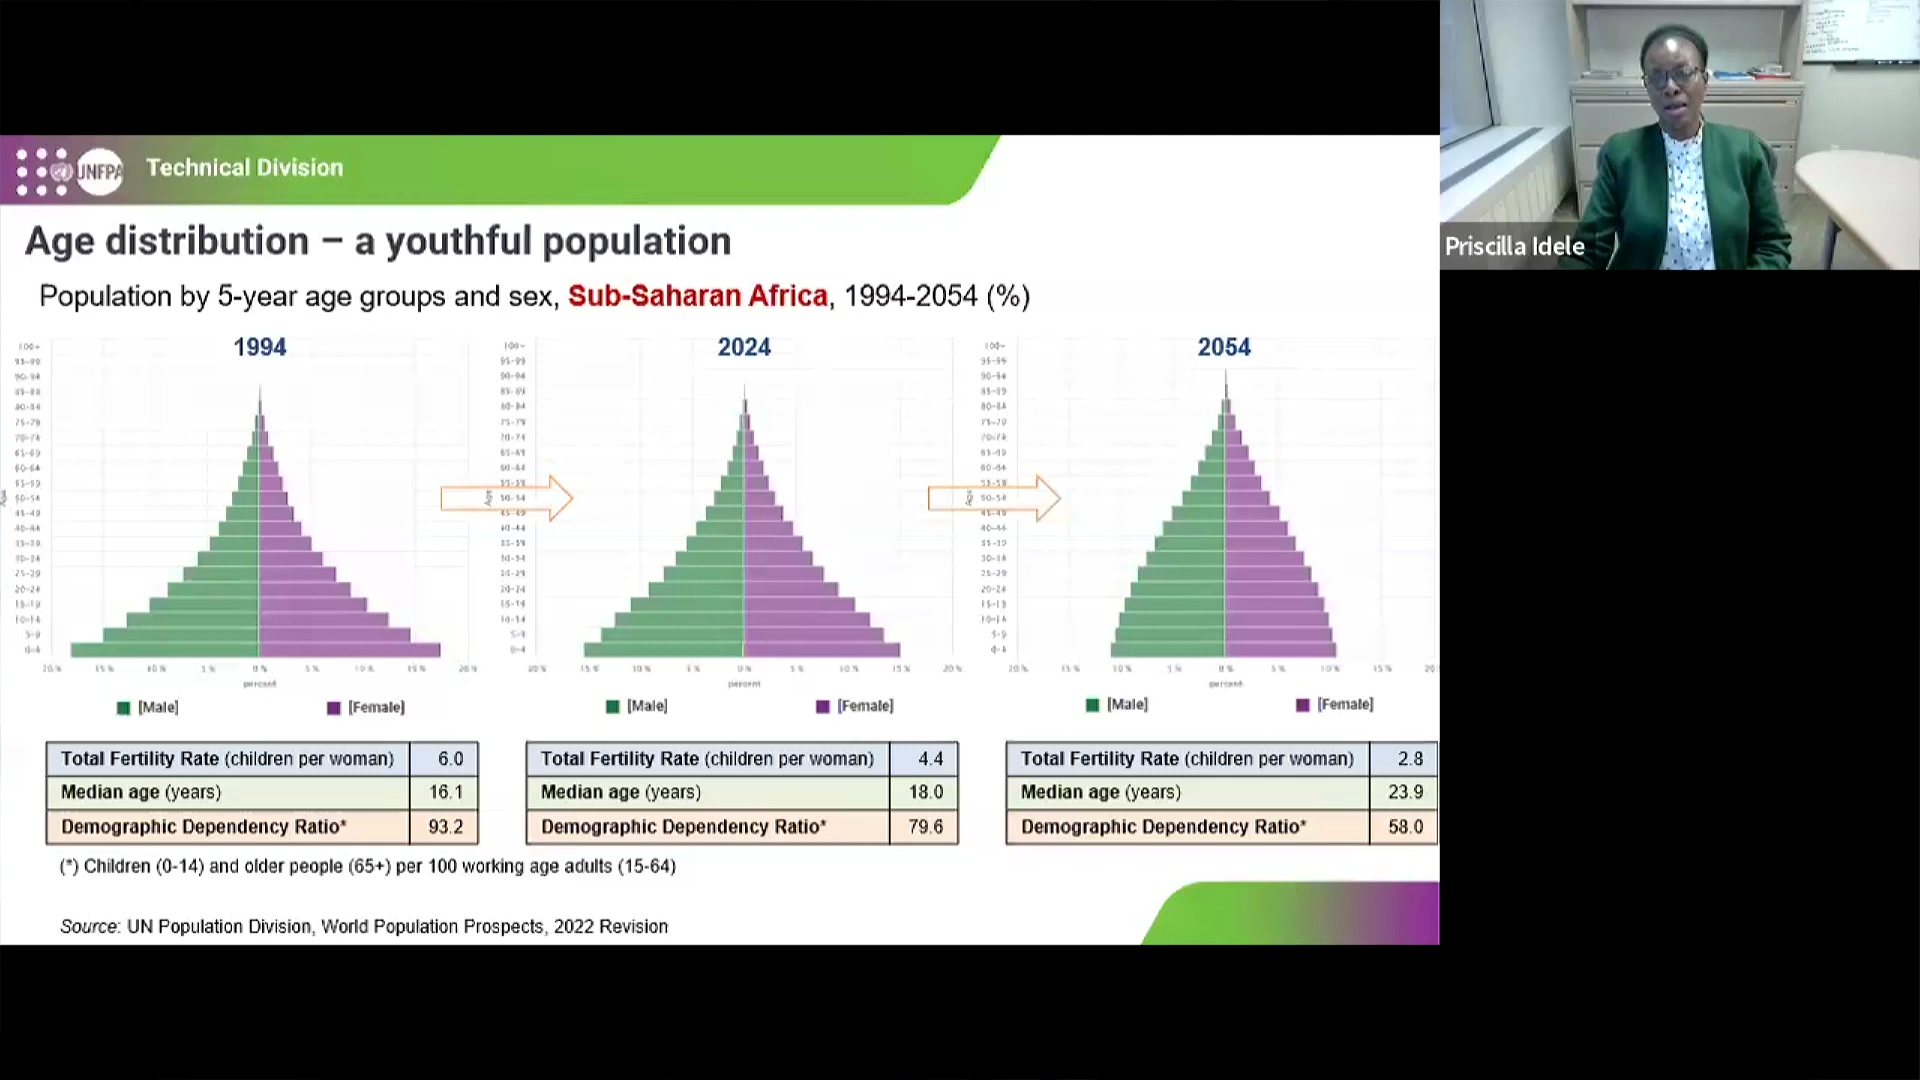 UNFPA
Technical Division
Age distribution – a youthful population
Population by 5-year age groups and sex, Sub-Saharan Africa, 1994-2054 (%)
1994
2024
2054
percent
percent
percent
[Male]
[Female]
[Male]
[Female]
[Male]
[Female]
Total Fertility Rate (children per woman) 6.0
Median age (years) 16.1
Demographic Dependency Ratio* 93.2
Total Fertility Rate (children per woman) 4.4
Median age (years) 18.0
Demographic Dependency Ratio* 79.6
Total Fertility Rate (children per woman) 2.8
Median age (years) 23.9
Demographic Dependency Ratio* 58.0
(*) Children (0-14) and older people (65+) per 100 working age adults (15-64)
Source: UN Population Division, World Population Prospects, 2022 Revision
Priscilla Idele